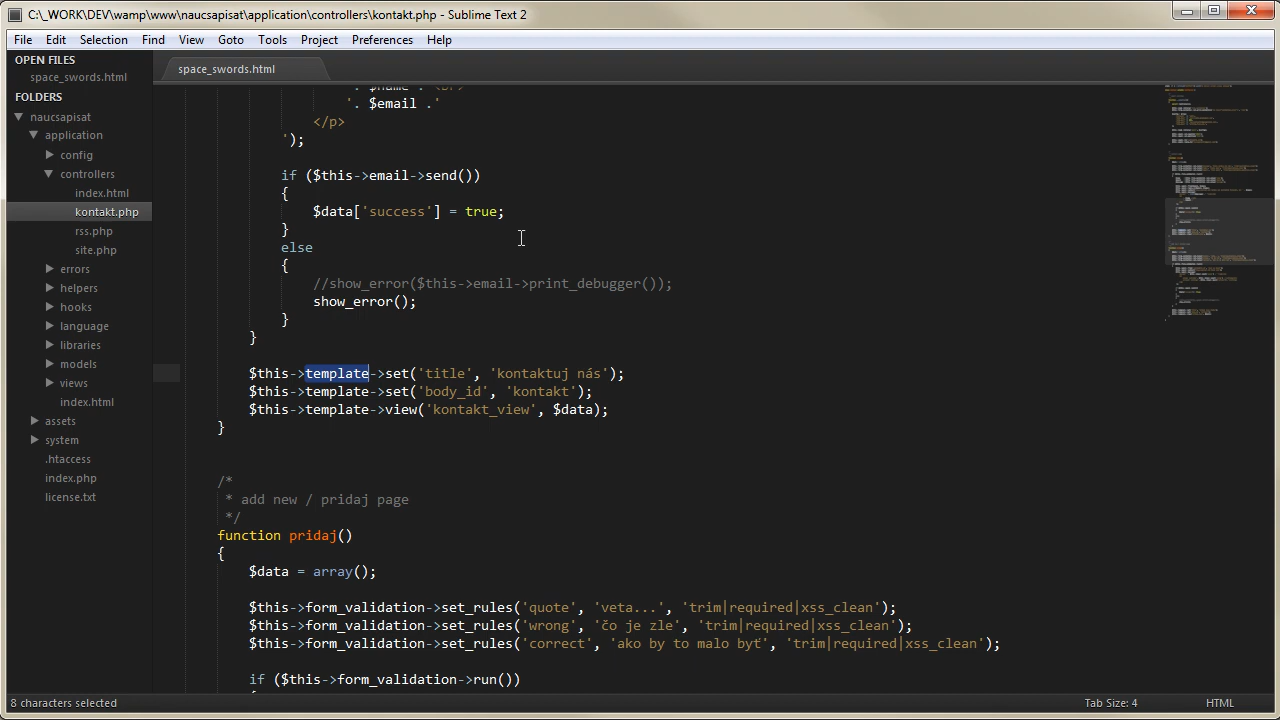 C:\_WORK\DEV\wamp\www\naucsapisat\application\controllers\kontakt.php - Sublime Text 2
File Edit Selection Find View Goto Tools Project Preferences Help
OPEN FILES
space_swords.html
FOLDERS
naucsapisat
application
config
controllers
index.html
kontakt.php
rss.php
site.php
errors
helpers
hooks
language
libraries
models
views
index.html
assets
system
.htaccess
index.php
license.txt
space_swords.html
'. $name .' <br>
'. $email .'
</p>
');
if ($this->email->send())
{
$data['success'] = true;
}
else
{
//show_error($this->email->print_debugger());
show_error();
}
}
$this->template->set('title', 'kontaktuj nás');
$this->template->set('body_id', 'kontakt');
$this->template->view('kontakt_view', $data);
}
/*
* add new / pridaj page
*/
function pridaj()
{
$data = array();
$this->form_validation->set_rules('quote', 'veta...', 'trim|required|xss_clean');
$this->form_validation->set_rules('wrong', 'čo je zle', 'trim|required|xss_clean');
$this->form_validation->set_rules('correct', 'ako by to malo byť', 'trim|required|xss_clean');
if ($this->form_validation->run())
{
8 characters selected
Tab Size: 4
HTML